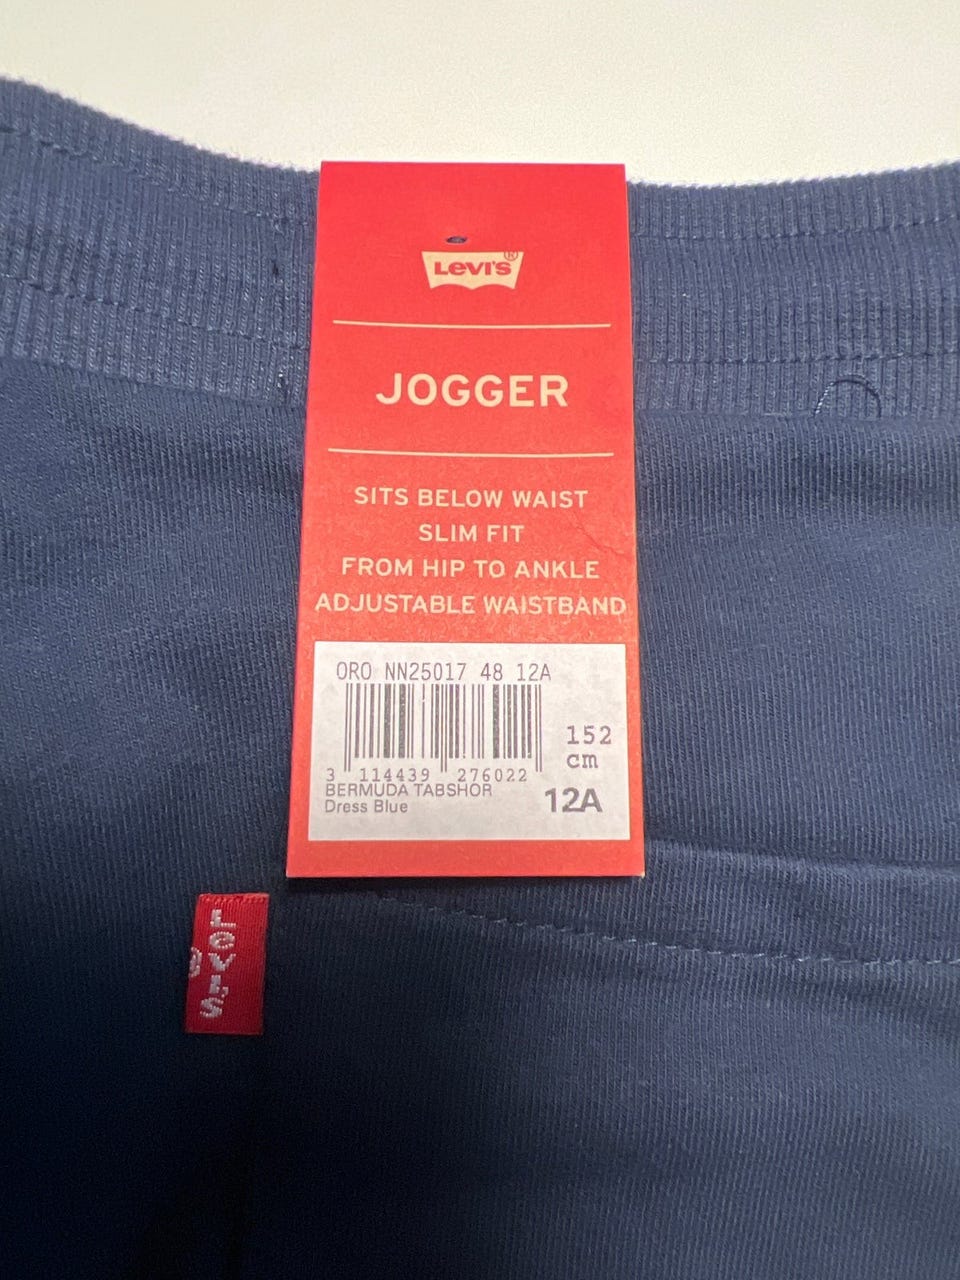 LEVI'S®
JOGGER
SITS BELOW WAIST
SLIM FIT
FROM HIP TO ANKLE
ADJUSTABLE WAISTBAND
ORO NN25017 48 12A
152
cm
3 114439 276022
BERMUDA TABSHOR
Dress Blue
12A
LEVI'S
®